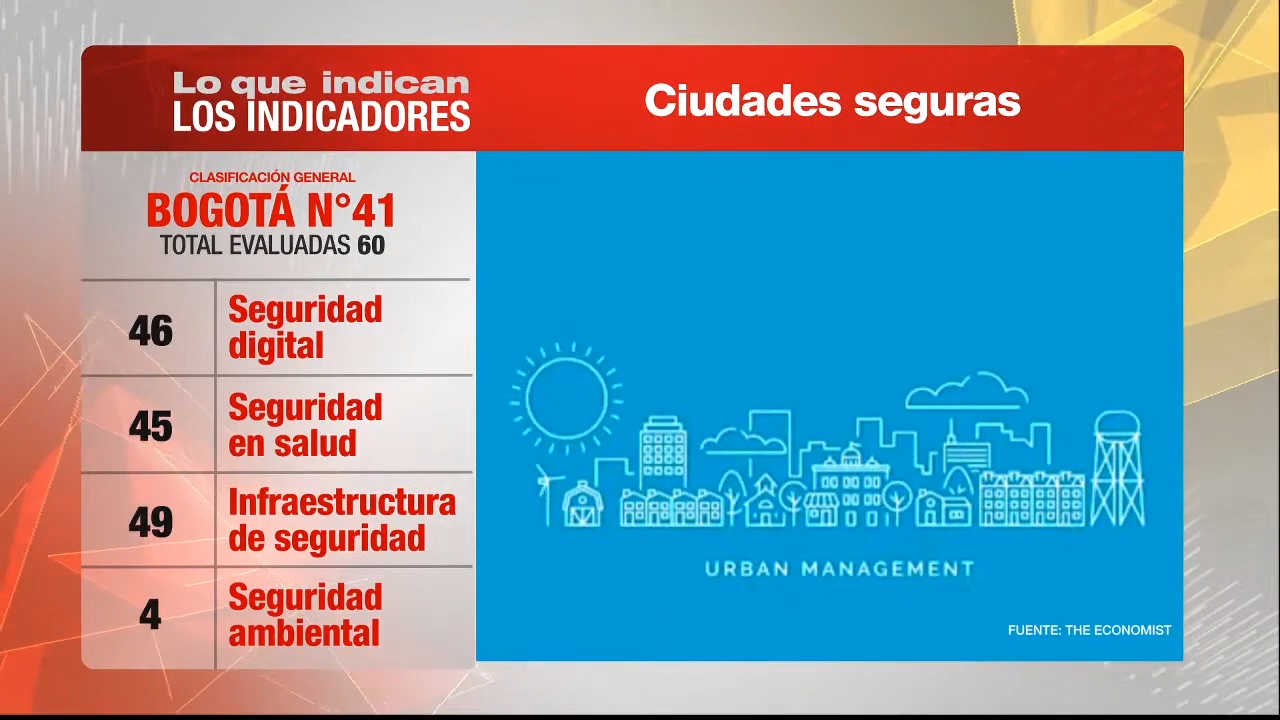 Lo que indican
LOS INDICADORES
Ciudades seguras
CLASIFICACIÓN GENERAL
BOGOTÁ N°41
TOTAL EVALUADAS 60
46
Seguridad
digital
45
Seguridad
en salud
49
Infraestructura
de seguridad
4
Seguridad
ambiental
URBAN MANAGEMENT
FUENTE: THE ECONOMIST